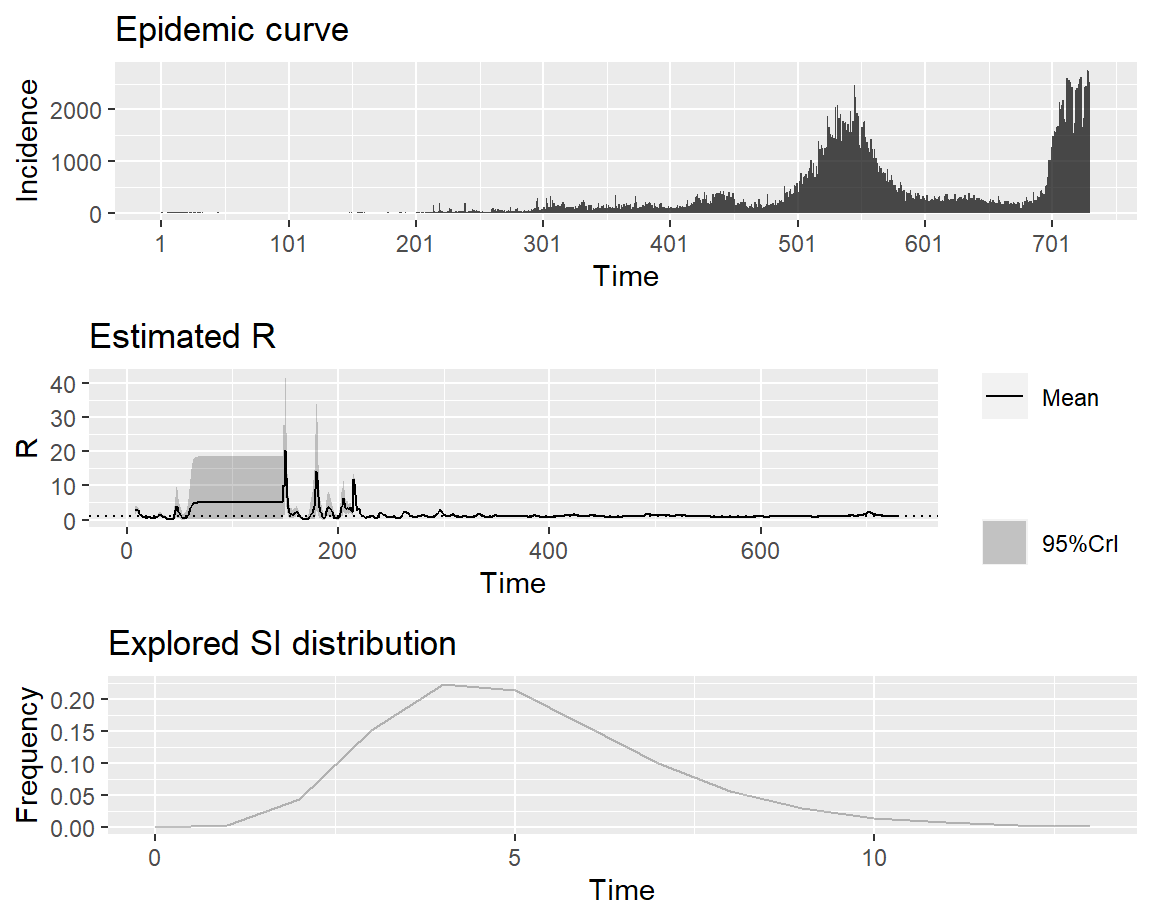 Epidemic curve
Incidence
2000
1000
0
1 101 201 301 401 501 601 701
Time
Estimated R
R
40
30
20
10
0
0 200 400 600
Time
Mean
95%CrI
Explored SI distribution
Frequency
0.20
0.15
0.10
0.05
0.00
0 5 10
Time